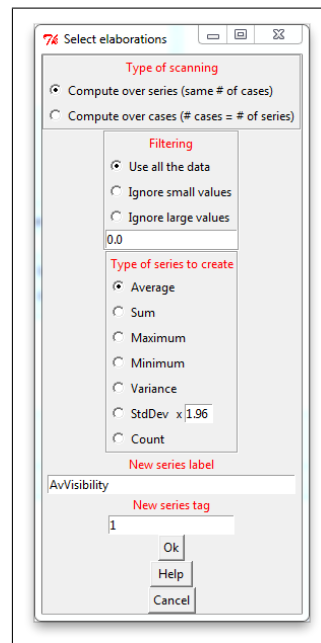 Select elaborations
Type of scanning
Compute over series (same # of cases)
Compute over cases (# cases = # of series)
Filtering
Use all the data
Ignore small values
Ignore large values
0.0
Type of series to create
Average
Sum
Maximum
Minimum
Variance
StdDev x 1.96
Count
New series label
AvVisibility
New series tag
1
Ok
Help
Cancel